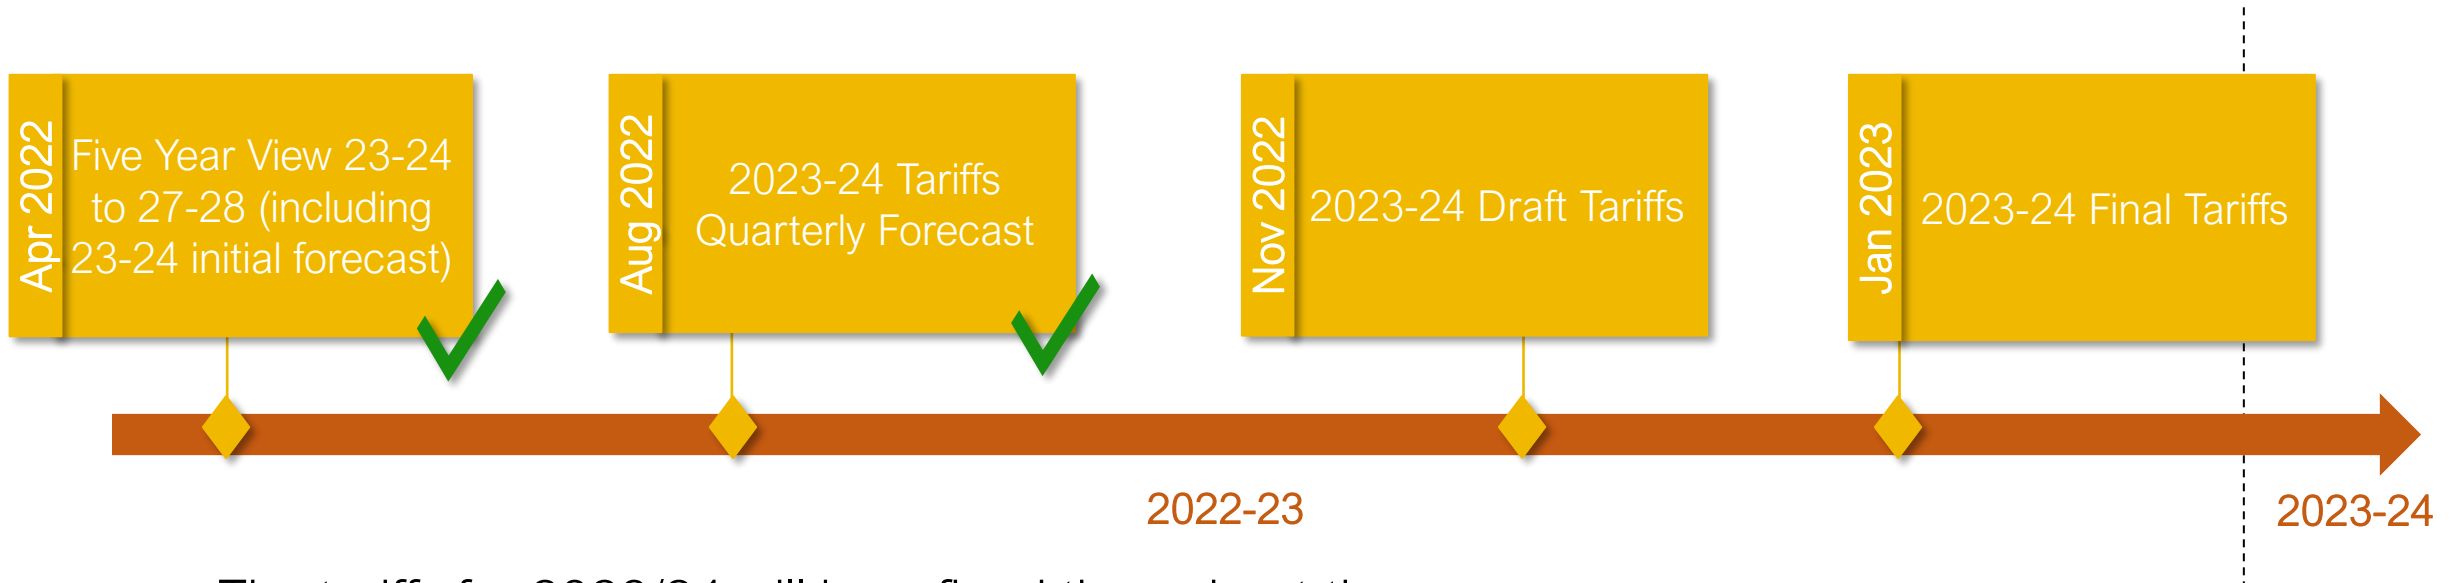 Apr 2022
Five Year View 23-24
to 27-28 (including
23-24 initial forecast)
Aug 2022
2023-24 Tariffs
Quarterly Forecast
Nov 2022
2023-24 Draft Tariffs
Jan 2023
2023-24 Final Tariffs
2022-23
2023-24